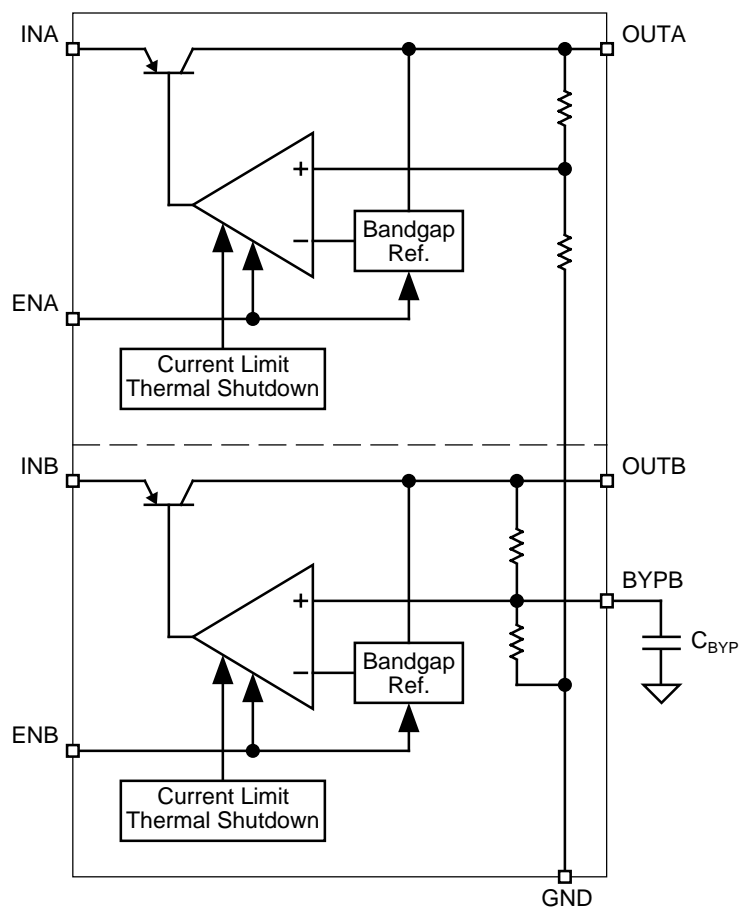 INA
OUTA
+
−
Bandgap
Ref.
ENA
Current Limit
Thermal Shutdown
INB
OUTB
BYPB
+
−
Bandgap
Ref.
C_BYP
ENB
Current Limit
Thermal Shutdown
GND